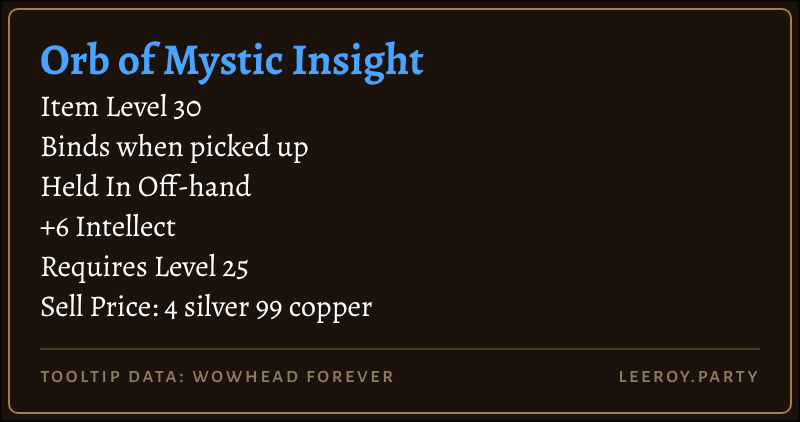 Orb of Mystic Insight
Item Level 30
Binds when picked up
Held In Off-hand
+6 Intellect
Requires Level 25
Sell Price: 4 silver 99 copper
TOOLTIP DATA: WOWHEAD FOREVER
LEEROY.PARTY